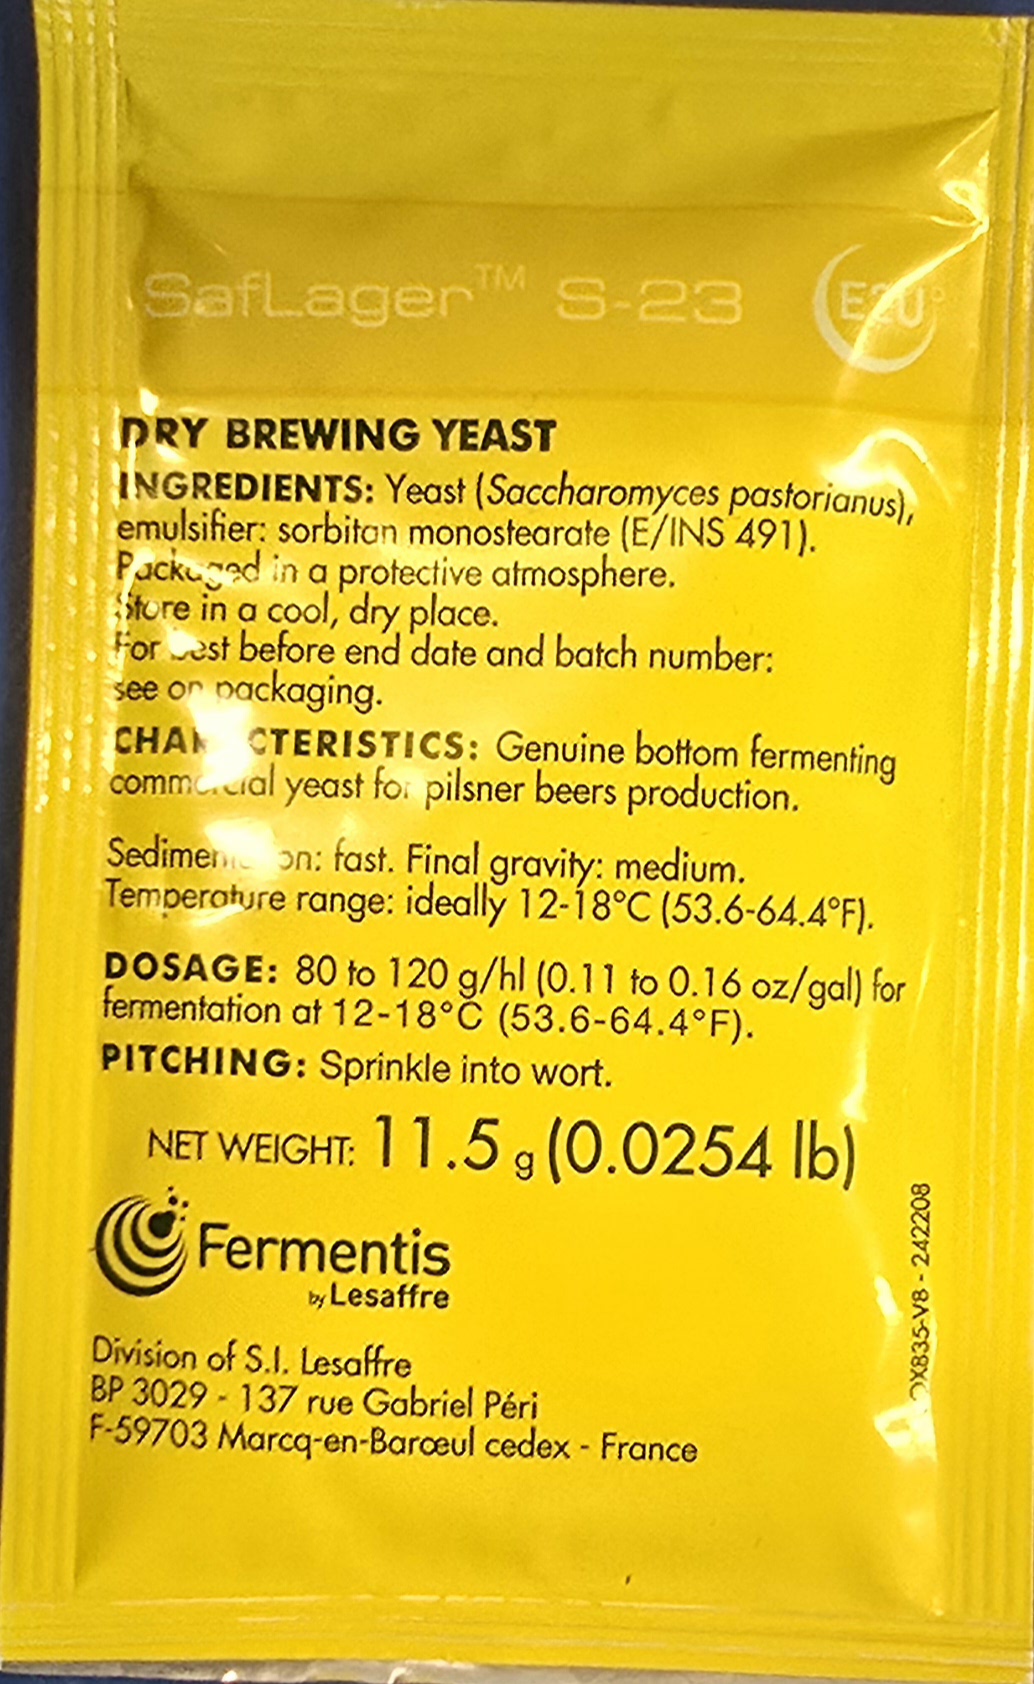 SafLager™ S-23 E2U°
DRY BREWING YEAST
INGREDIENTS: Yeast (Saccharomyces pastorianus),
emulsifier: sorbitan monostearate (E/INS 491).
Packaged in a protective atmosphere.
Store in a cool, dry place.
For best before end date and batch number:
see on packaging.
CHARACTERISTICS: Genuine bottom fermenting
commercial yeast for pilsner beers production.
Sedimentation: fast. Final gravity: medium.
Temperature range: ideally 12-18°C (53.6-64.4°F).
DOSAGE: 80 to 120 g/hl (0.11 to 0.16 oz/gal) for
fermentation at 12-18°C (53.6-64.4°F).
PITCHING: Sprinkle into wort.
NET WEIGHT: 11.5 g (0.0254 lb)
Fermentis
by Lesaffre
Division of S.I. Lesaffre
BP 3029 - 137 rue Gabriel Péri
F-59703 Marcq-en-Barœul cedex - France
- 242208